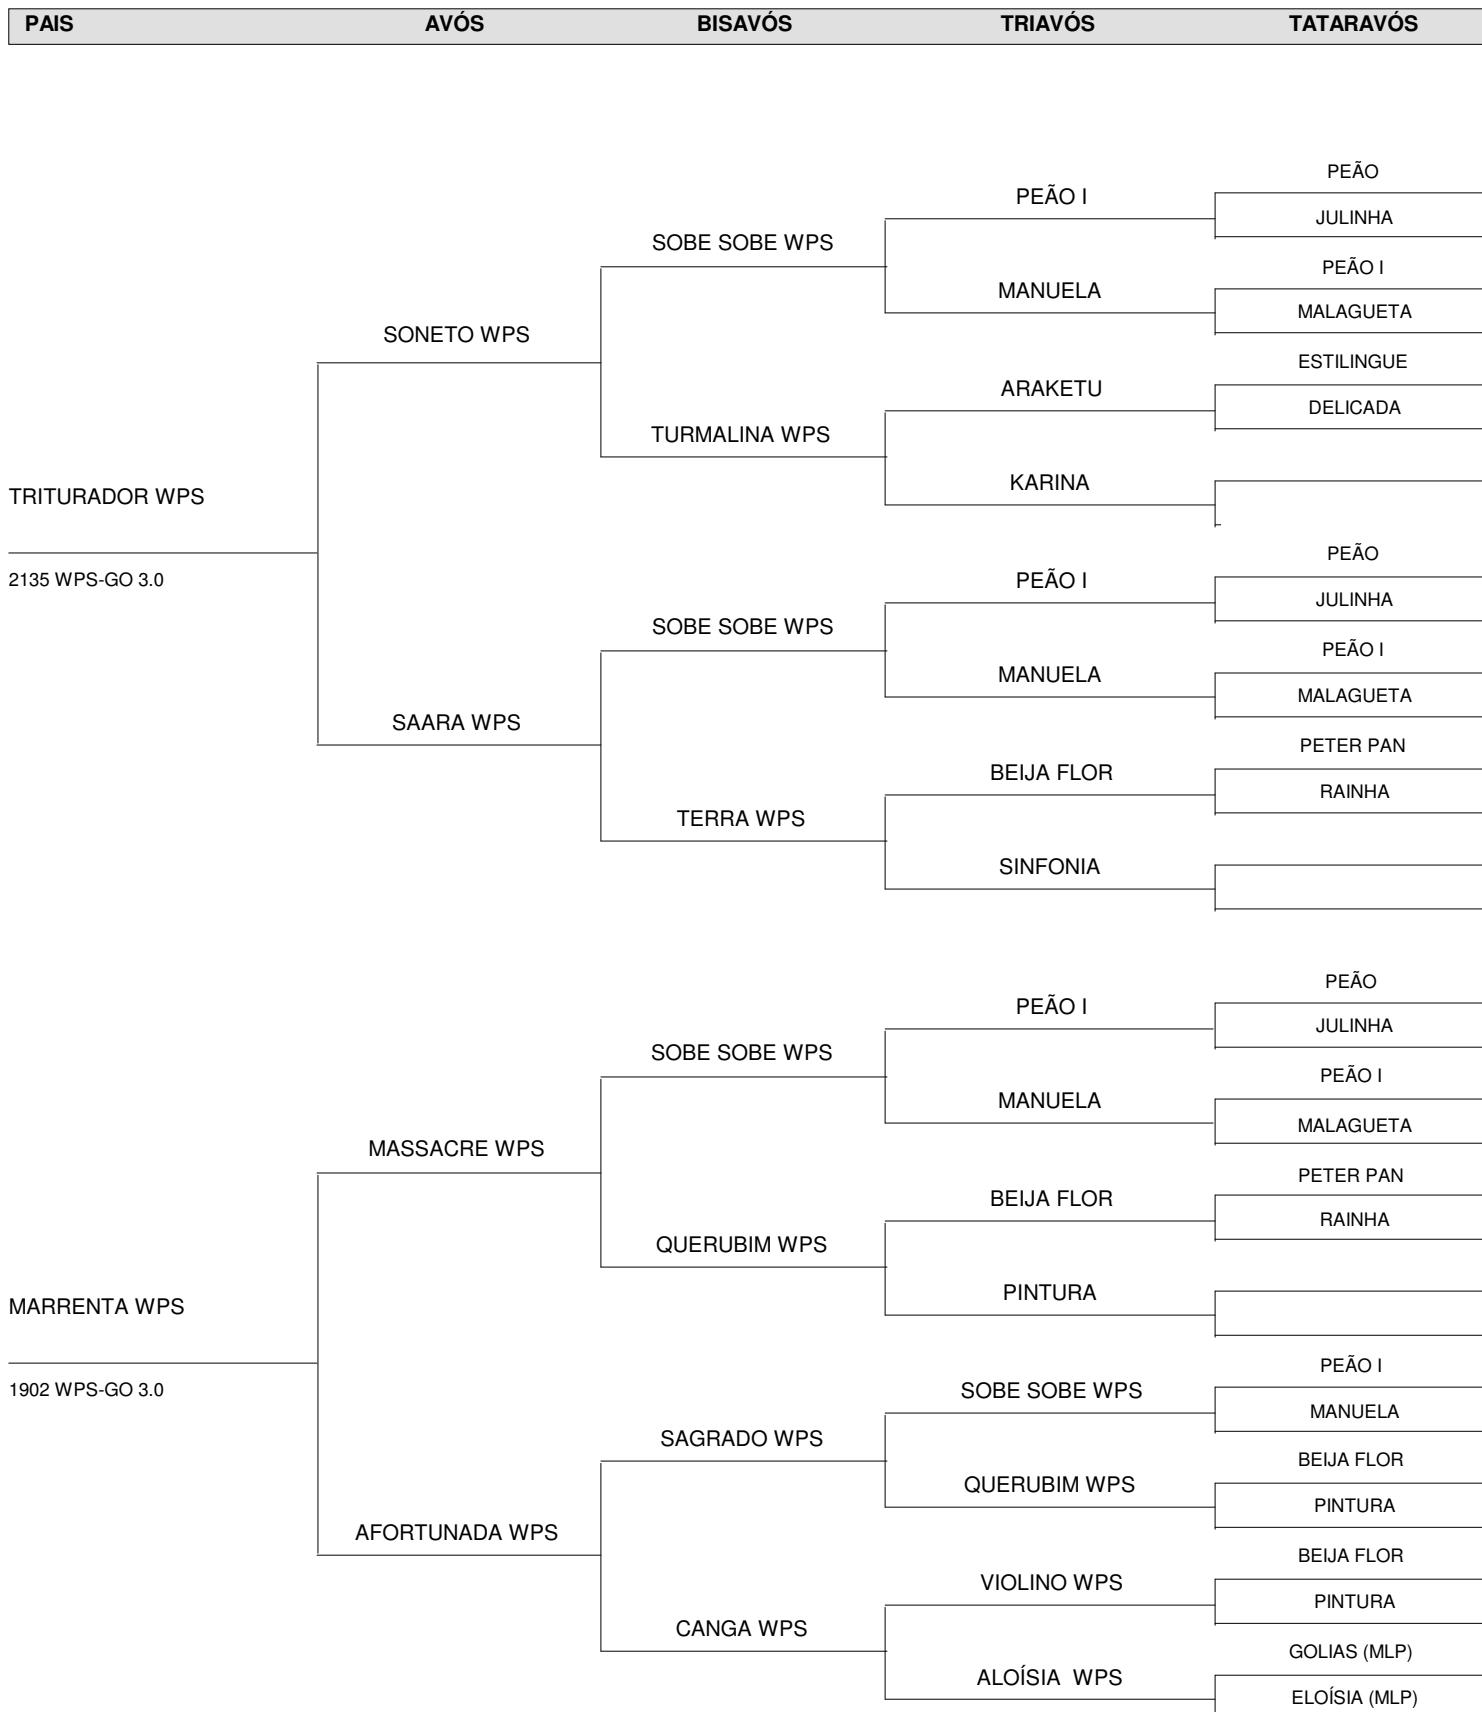 PAIS AVÓS BISAVÓS TRIAVÓS TATARAVÓS
PEÃO
PEÃO I
JULINHA
SOBE SOBE WPS
PEÃO I
MANUELA
MALAGUETA
SONETO WPS
ESTILINGUE
ARAKETU
DELICADA
TURMALINA WPS
KARINA
TRITURADOR WPS
PEÃO
2135 WPS-GO 3.0
PEÃO I
JULINHA
SOBE SOBE WPS
PEÃO I
MANUELA
MALAGUETA
SAARA WPS
PETER PAN
BEIJA FLOR
RAINHA
TERRA WPS
SINFONIA
PEÃO
PEÃO I
JULINHA
SOBE SOBE WPS
PEÃO I
MANUELA
MALAGUETA
MASSACRE WPS
PETER PAN
BEIJA FLOR
RAINHA
QUERUBIM WPS
PINTURA
MARRENTA WPS
PEÃO I
1902 WPS-GO 3.0
SOBE SOBE WPS
MANUELA
SAGRADO WPS
BEIJA FLOR
QUERUBIM WPS
PINTURA
AFORTUNADA WPS
BEIJA FLOR
VIOLINO WPS
PINTURA
CANGA WPS
GOLIAS (MLP)
ALOÍSIA  WPS
ELOÍSIA (MLP)